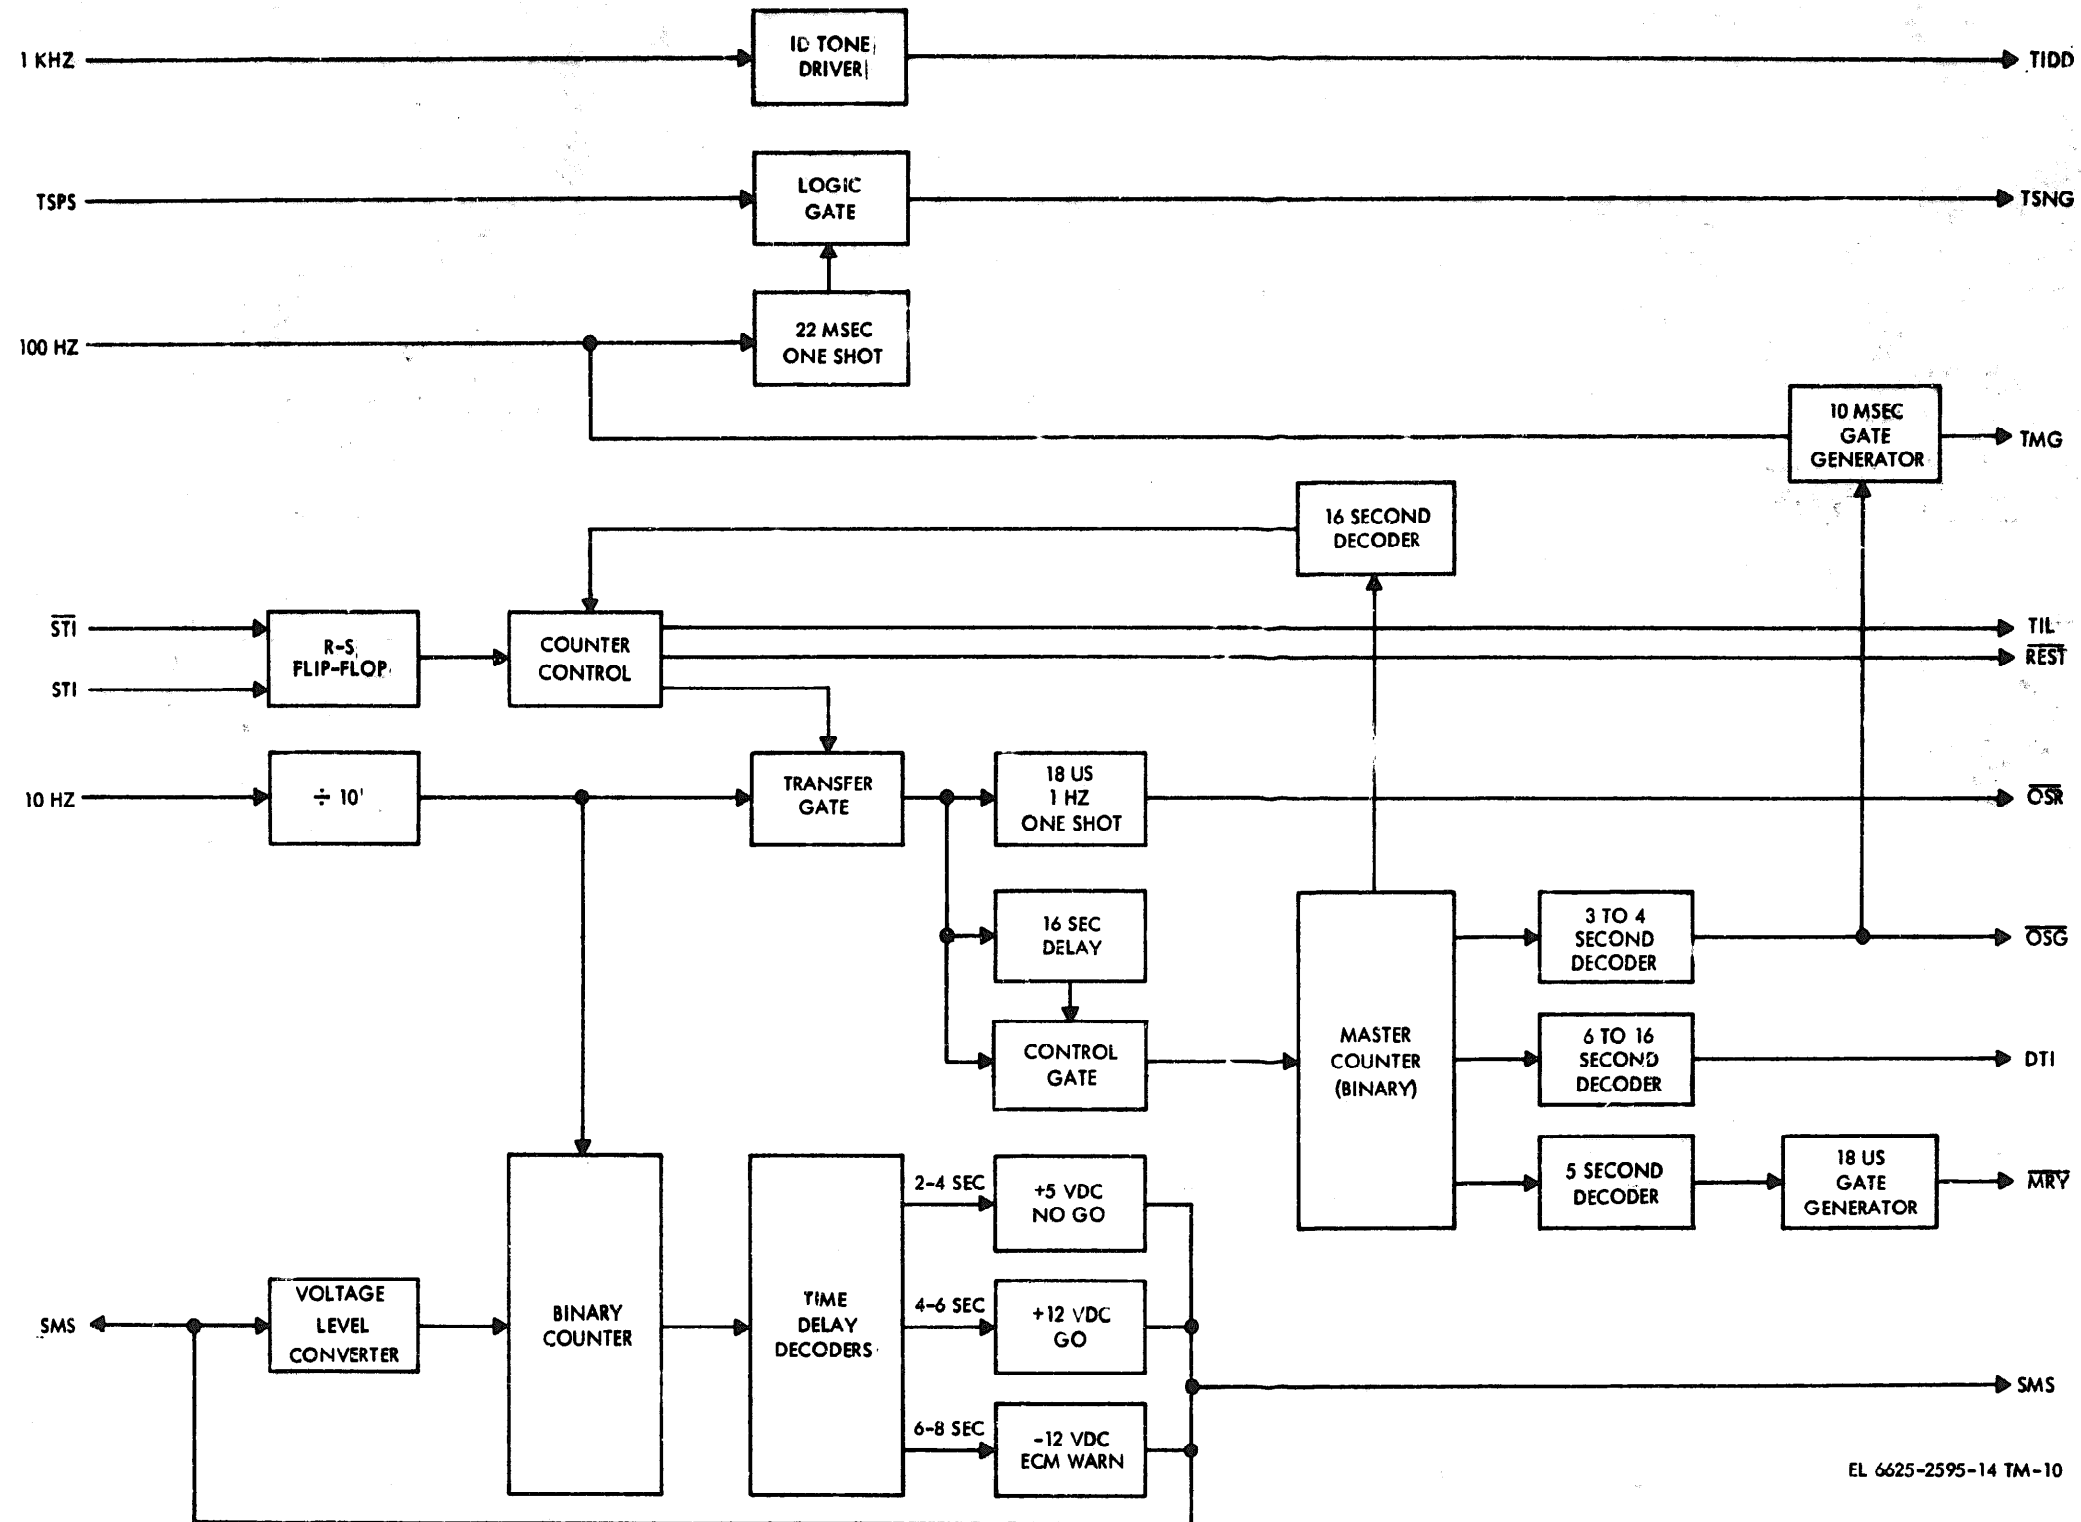 1 KHZ
ID TONE
DRIVER
TIDD
TSPS
LOGIC
GATE
TSNG
100 HZ
22 MSEC
ONE SHOT
10 MSEC
GATE
GENERATOR
TMG
16 SECOND
DECODER
S̅T̅I̅
STI
R-S
FLIP-FLOP
COUNTER
CONTROL
TIL
R̅E̅S̅T̅
10 HZ
÷ 10
TRANSFER
GATE
18 US
1 HZ
ONE SHOT
O̅S̅R̅
16 SEC
DELAY
CONTROL
GATE
MASTER
COUNTER
(BINARY)
3 TO 4
SECOND
DECODER
O̅S̅G̅
6 TO 16
SECOND
DECODER
DTI
5 SECOND
DECODER
18 US
GATE
GENERATOR
M̅R̅Y̅
SMS
VOLTAGE
LEVEL
CONVERTER
BINARY
COUNTER
TIME
DELAY
DECODERS
2-4 SEC
+5 VDC
NO GO
4-6 SEC
+12 VDC
GO
6-8 SEC
-12 VDC
ECM WARN
SMS
EL 6625-2595-14 TM-10